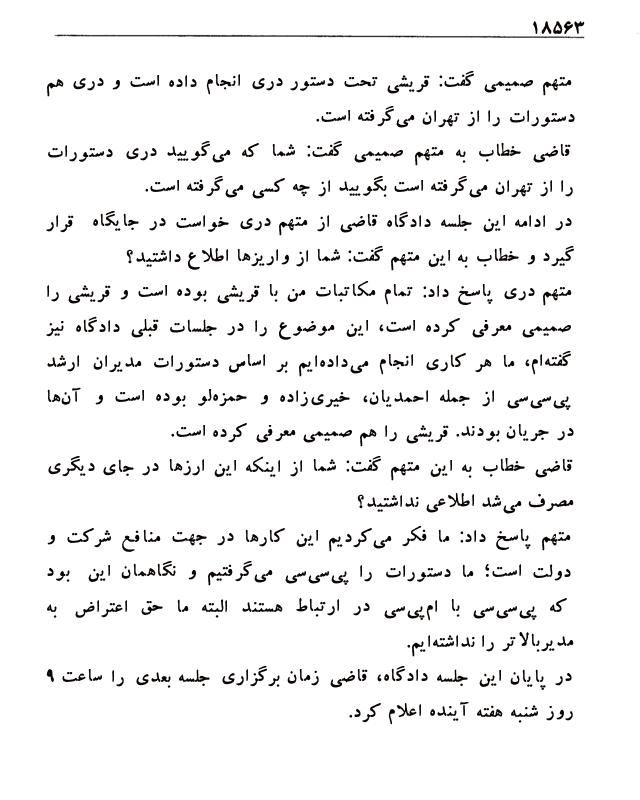 ۱۸۵۶۳
متهم صمیمی گفت: قریشی تحت دستور دری انجام داده است و دری هم
دستورات را از تهران می‌گرفته است.
قاضی خطاب به متهم صمیمی گفت: شما که می‌گویید دری دستورات
را از تهران می‌گرفته است بگویید از چه کسی می‌گرفته است.
در ادامه این جلسه دادگاه قاضی از متهم دری خواست در جایگاه قرار
گیرد و خطاب به این متهم گفت: شما از واریزها اطلاع داشتید؟
متهم دری پاسخ داد: تمام مکاتبات من با قریشی بوده است و قریشی را
صمیمی معرفی کرده است، این موضوع را در جلسات قبلی دادگاه نیز
گفته‌ام، ما هر کاری انجام می‌داده‌ایم بر اساس دستورات مدیران ارشد
پی‌سی‌سی از جمله احمدیان، خیری‌زاده و حمزه‌لو بوده است و آن‌ها
در جریان بودند. قریشی را هم صمیمی معرفی کرده است.
قاضی خطاب به این متهم گفت: شما از اینکه این ارزها در جای دیگری
مصرف می‌شد اطلاعی نداشتید؟
متهم پاسخ داد: ما فکر می‌کردیم این کارها در جهت منافع شرکت و
دولت است؛ ما دستورات را پی‌سی‌سی می‌گرفتیم و نگاهمان این بود
که پی‌سی‌سی با ام‌پی‌سی در ارتباط هستند البته ما حق اعتراض به
مدیربالاتر را نداشته‌ایم.
در پایان این جلسه دادگاه، قاضی زمان برگزاری جلسه بعدی را ساعت ۹
روز شنبه هفته آینده اعلام کرد.